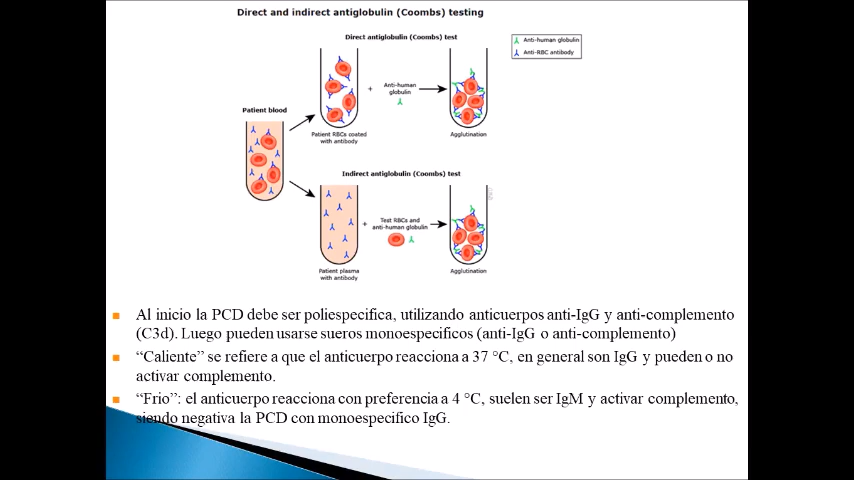 Direct and indirect antiglobulin (Coombs) testing
Direct antiglobulin (Coombs) test
Anti-human globulin
Anti-RBC antibody
Patient blood
+
Anti-human
globulin
Patient RBCs coated
with antibody
Agglutination
Indirect antiglobulin (Coombs) test
+
Test RBCs and
anti-human globulin
Patient plasma
with antibody
Agglutination
Al inicio la PCD debe ser poliespecifica, utilizando anticuerpos anti-IgG y anti-complemento
(C3d). Luego pueden usarse sueros monoespecificos (anti-IgG o anti-complemento)
“Caliente” se refiere a que el anticuerpo reacciona a 37 °C, en general son IgG y pueden o no
activar complemento.
“Frio”: el anticuerpo reacciona con preferencia a 4 °C, suelen ser IgM y activar complemento,
siendo negativa la PCD con monoespecifico IgG.